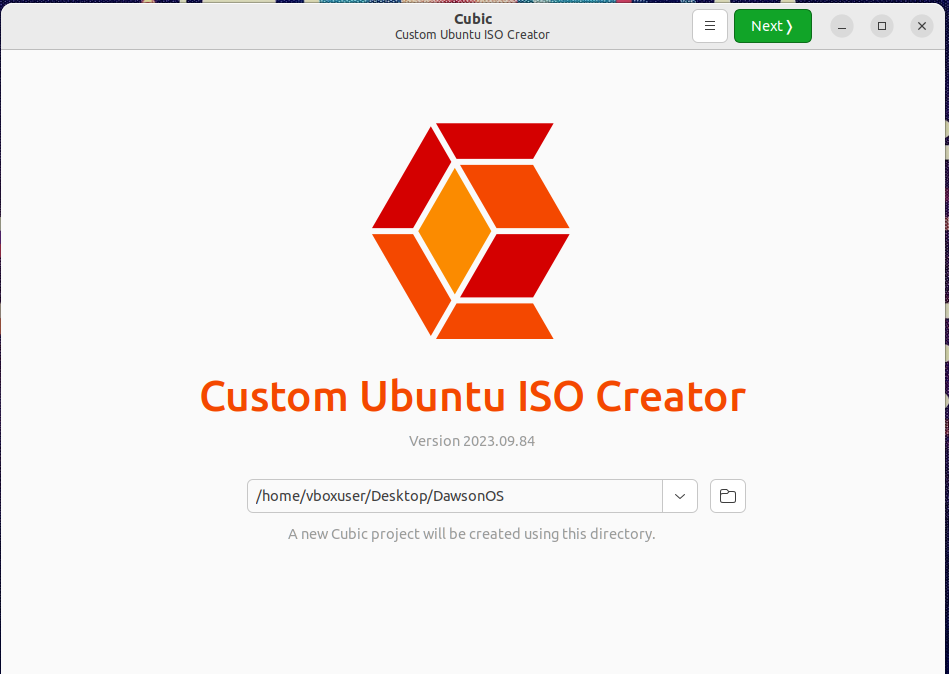 Cubic
Custom Ubuntu ISO Creator
Next ❭
Custom Ubuntu ISO Creator
Version 2023.09.84
/home/vboxuser/Desktop/DawsonOS
A new Cubic project will be created using this directory.